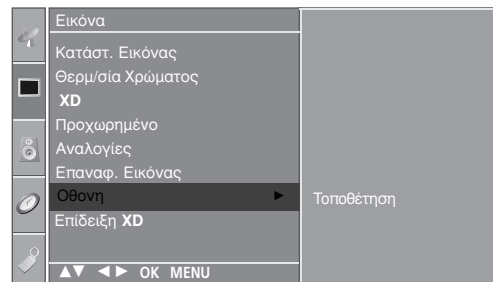 Εικόνα
Κατάστ. Εικόνας
Θερμ/σία Χρώματος
XD
Προχωρημένο
Αναλογίες
Επαναφ. Εικόνας
Οθονη ►
Τοποθέτηση
Επίδειξη XD
▲▼ ◄► OK MENU